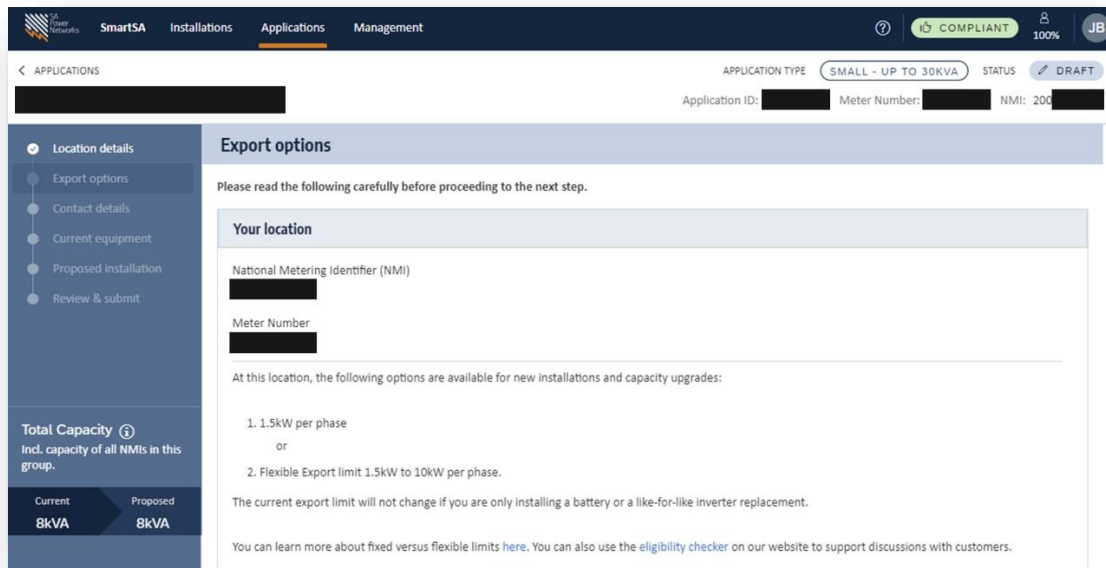 SA
Power
Networks
SmartSA
Installations
Applications
Management
COMPLIANT
100%
JB
APPLICATIONS
APPLICATION TYPE
SMALL - UP TO 30KVA
STATUS
DRAFT
Application ID:
Meter Number:
NMI: 200
Location details
Export options
Contact details
Current equipment
Proposed installation
Review & submit
Total Capacity
Incl. capacity of all NMIs in this
group.
Current
Proposed
8kVA
8kVA
Export options
Please read the following carefully before proceeding to the next step.
Your location
National Metering Identifier (NMI)
Meter Number
At this location, the following options are available for new installations and capacity upgrades:
1. 1.5kW per phase
or
2. Flexible Export limit 1.5kW to 10kW per phase.
The current export limit will not change if you are only installing a battery or a like-for-like inverter replacement.
You can learn more about fixed versus flexible limits here. You can also use the eligibility checker on our website to support discussions with customers.